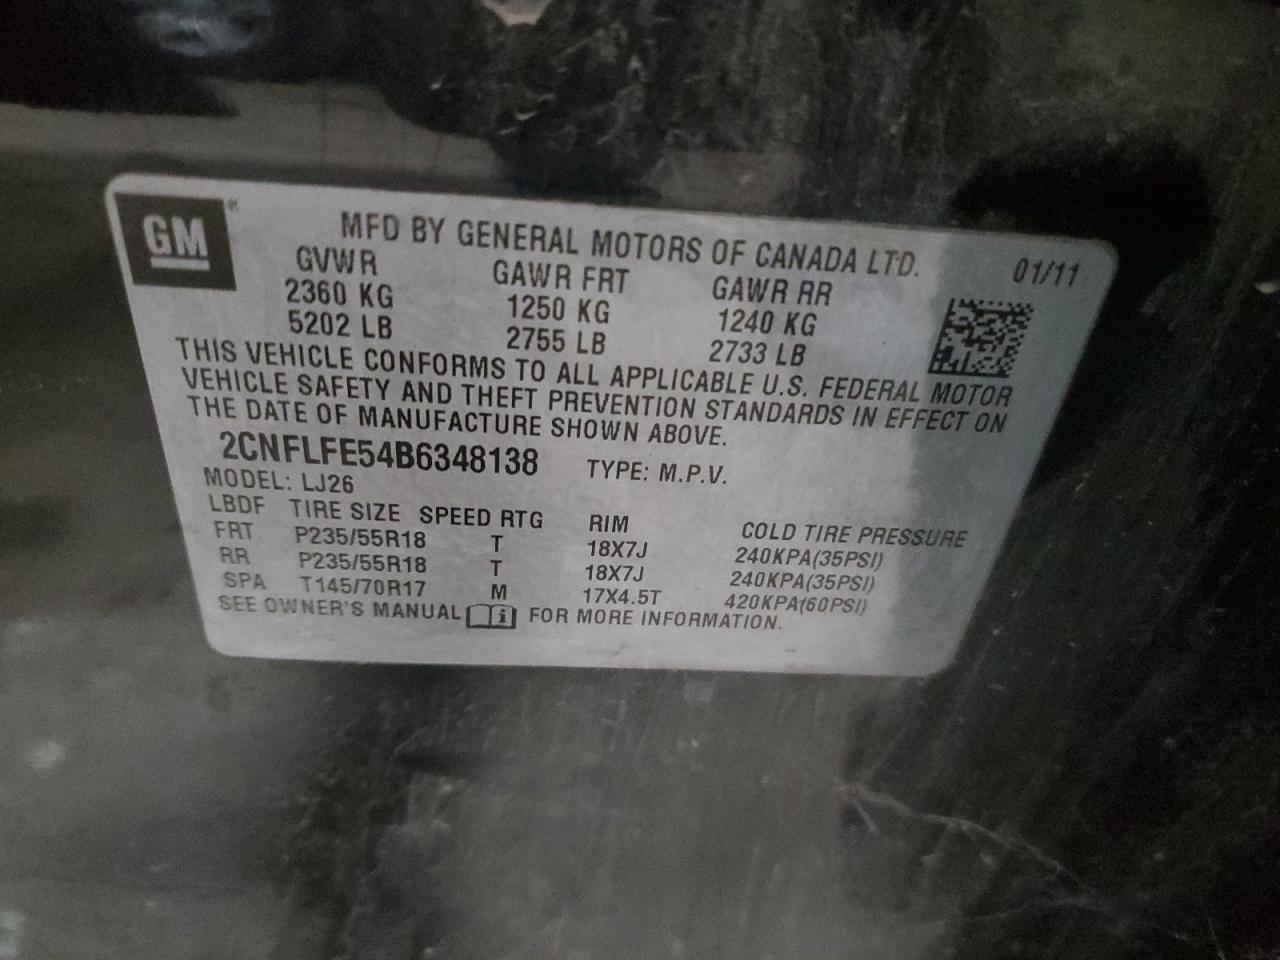 GM®
MFD BY GENERAL MOTORS OF CANADA LTD.
01/11
GVWR GAWR FRT GAWR RR
2360 KG 1250 KG 1240 KG
5202 LB 2755 LB 2733 LB
THIS VEHICLE CONFORMS TO ALL APPLICABLE U.S. FEDERAL MOTOR
VEHICLE SAFETY AND THEFT PREVENTION STANDARDS IN EFFECT ON
THE DATE OF MANUFACTURE SHOWN ABOVE.
2CNFLFE54B6348138 TYPE: M.P.V.
MODEL: LJ26
LBDF TIRE SIZE SPEED RTG RIM COLD TIRE PRESSURE
FRT P235/55R18 T 18X7J 240KPA(35PSI)
RR P235/55R18 T 18X7J 240KPA(35PSI)
SPA T145/70R17 M 17X4.5T 420KPA(60PSI)
SEE OWNER'S MANUAL i FOR MORE INFORMATION.